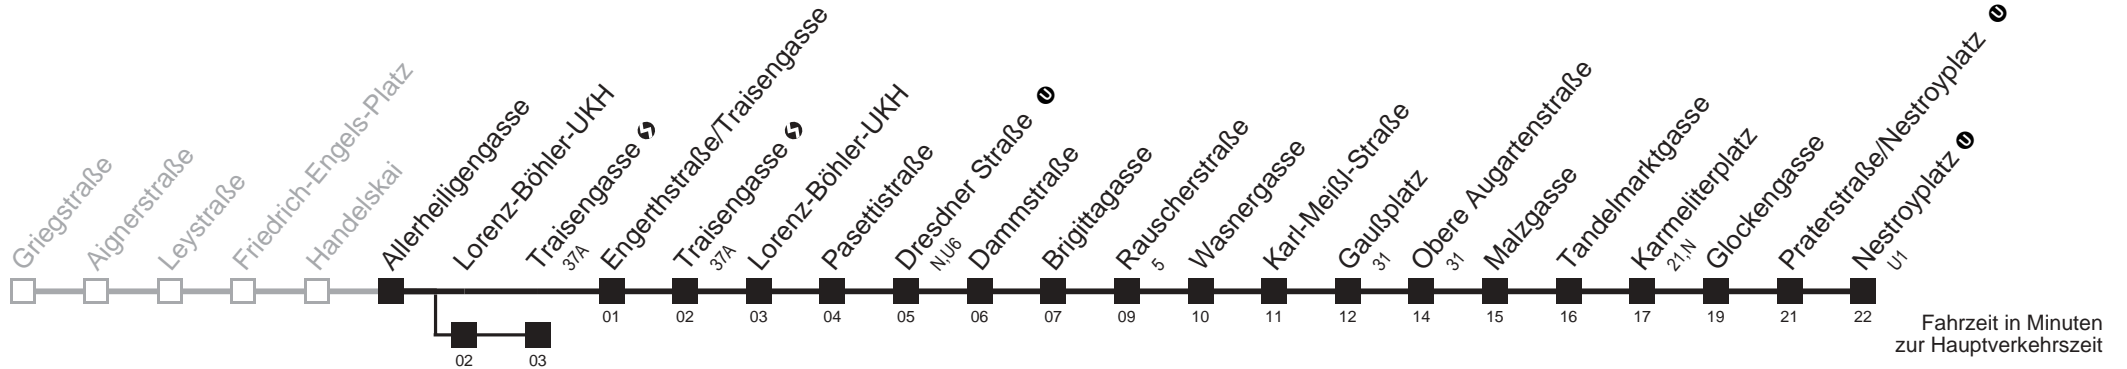 Griegstraße
Aignerstraße
Leystraße
Friedrich-Engels-Platz
Handelskai
Allerheiligengasse
Lorenz-Böhler-UKH
Traisengasse
37A
Engerthstraße/Traisengasse
Traisengasse
37A
Lorenz-Böhler-UKH
Pasettistraße
Dresdner Straße U
N,U6
Dammstraße
Brigittagasse
Rauscherstraße
5
Wasnergasse
Karl-Meißl-Straße
Gaußplatz
31
Obere Augartenstraße
31
Malzgasse
Tandelmarktgasse
Karmeliterplatz
21,N
Glockengasse
Praterstraße/Nestroyplatz U
Nestroyplatz U
U1
01 02 03 04 05 06 07 09 10 11 12 14 15 16 17 19 21 22
02 03
Fahrzeit in Minuten
zur Hauptverkehrszeit